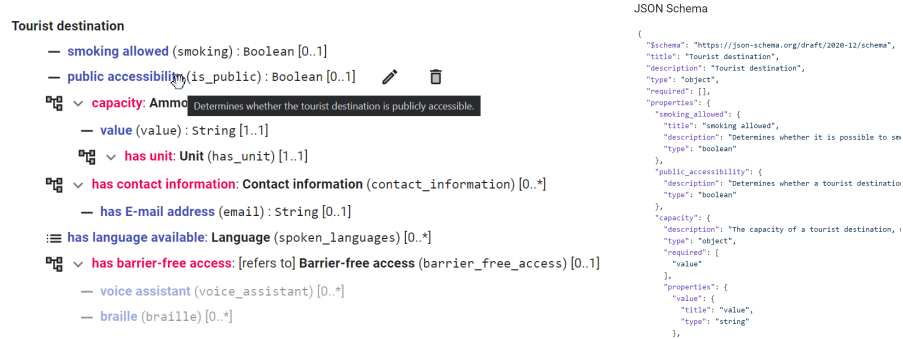 Tourist destination
smoking allowed (smoking) : Boolean [0..1]
public accessibility (is_public) : Boolean [0..1]
capacity: Ammo
Determines whether the tourist destination is publicly accessible.
value (value) : String [1..1]
has unit: Unit (has_unit) [1..1]
has contact information: Contact information (contact_information) [0..*]
has E-mail address (email) : String [0..1]
has language available: Language (spoken_languages) [0..*]
has barrier-free access: [refers to] Barrier-free access (barrier_free_access) [0..1]
voice assistant (voice_assistant) [0..*]
braille (braille) [0..*]
JSON Schema
{
"$schema": "https://json-schema.org/draft/2020-12/schema",
"title": "Tourist destination",
"description": "Tourist destination",
"type": "object",
"required": [],
"properties": {
"smoking_allowed": {
"title": "smoking allowed",
"description": "Determines whether it is possible to smo
"type": "boolean"
},
"public_accessibility": {
"description": "Determines whether a tourist destination
"type": "boolean"
},
"capacity": {
"description": "The capacity of a tourist destination,
"type": "object",
"required": [
"value"
],
"properties": {
"value": {
"title": "value",
"type": "string"
},